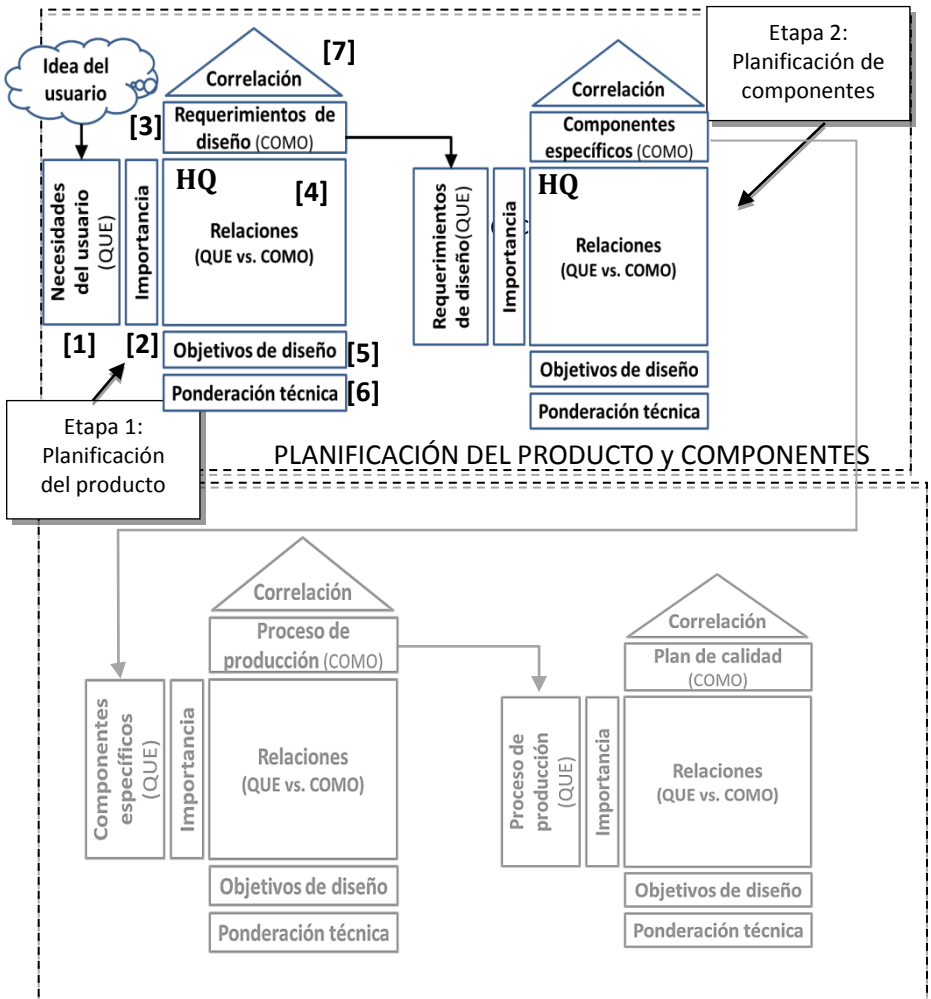 Idea del
usuario
[7]
Correlación
[3]
Requerimientos de
diseño (COMO)
Necesidades
del usuario
(QUE)
Importancia
HQ
[4]
Relaciones
(QUE vs. COMO)
[1]
[2]
Objetivos de diseño
[5]
Ponderación técnica
[6]
Etapa 1:
Planificación
del producto
Etapa 2:
Planificación de
componentes
Correlación
Componentes
específicos (COMO)
Requerimientos
de diseño(QUE)
Importancia
HQ
Relaciones
(QUE vs. COMO)
Objetivos de diseño
Ponderación técnica
PLANIFICACIÓN DEL PRODUCTO y COMPONENTES
Correlación
Proceso de
producción (COMO)
Componentes
específicos
(QUE)
Importancia
Relaciones
(QUE vs. COMO)
Objetivos de diseño
Ponderación técnica
Correlación
Plan de calidad
(COMO)
Proceso de
producción
(QUE)
Importancia
Relaciones
(QUE vs. COMO)
Objetivos de diseño
Ponderación técnica